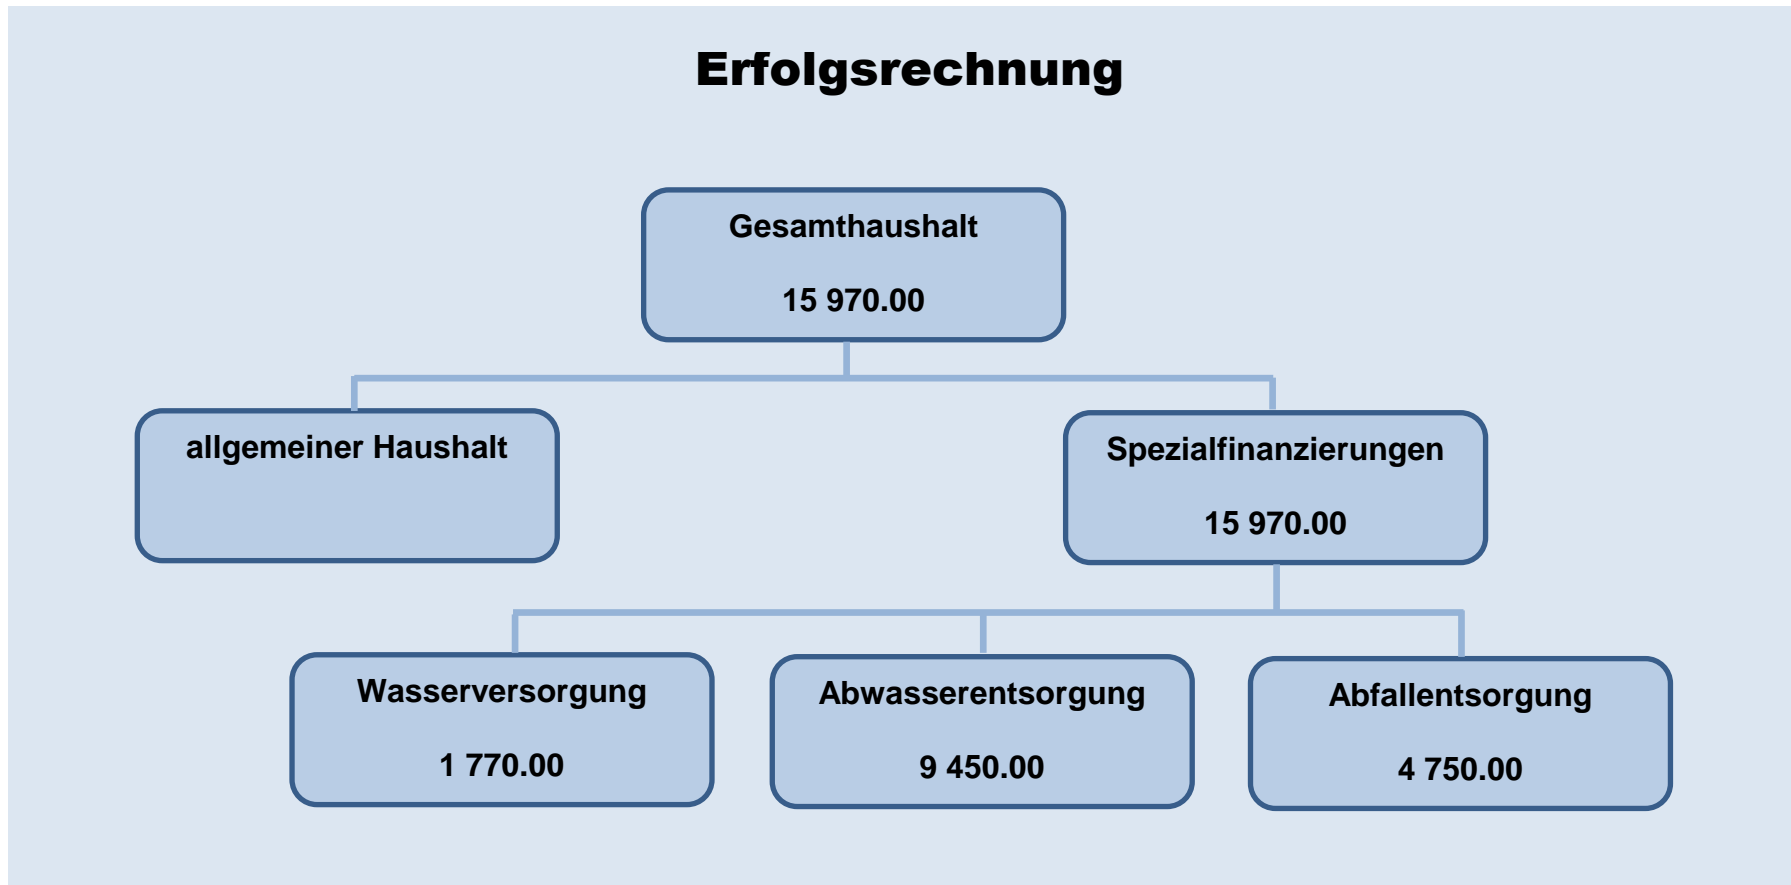 Erfolgsrechnung
Gesamthaushalt
15 970.00
allgemeiner Haushalt
Spezialfinanzierungen
15 970.00
Wasserversorgung
1 770.00
Abwasserentsorgung
9 450.00
Abfallentsorgung
4 750.00